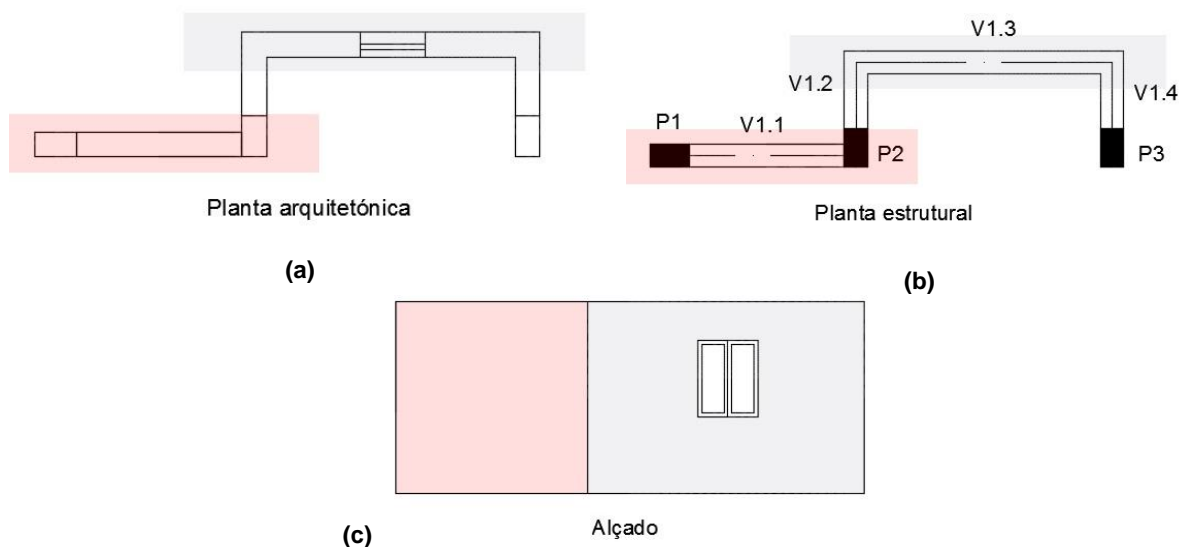 V1.3
V1.2
V1.4
P1
V1.1
P2
P3
Planta arquitetónica
Planta estrutural
(a)
(b)
(c)
Alçado